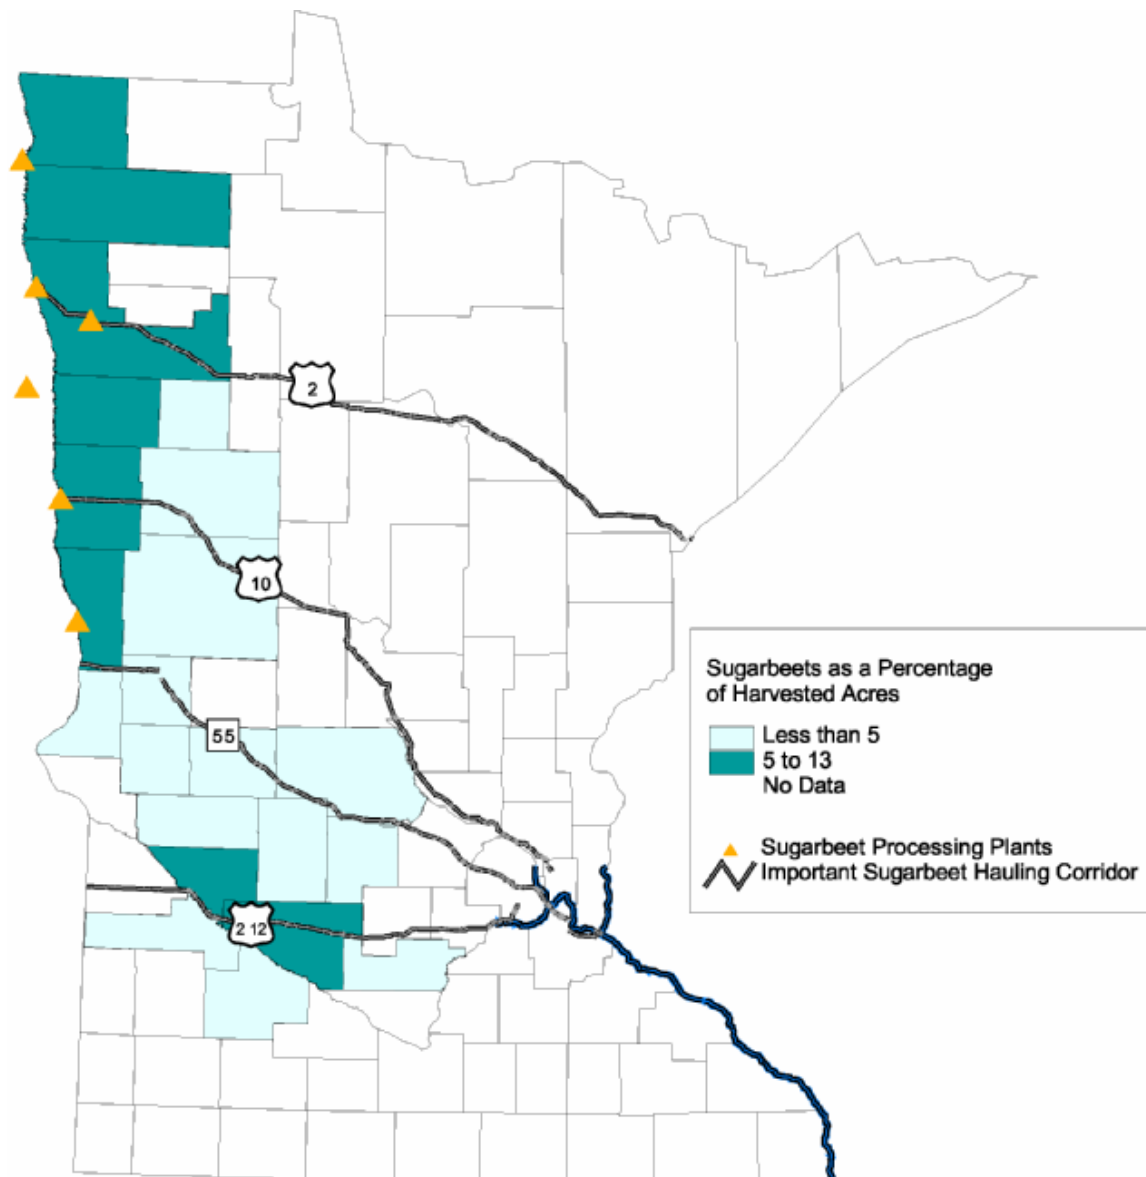 2
10
55
2 12
Sugarbeets as a Percentage
of Harvested Acres
Less than 5
5 to 13
No Data
Sugarbeet Processing Plants
Important Sugarbeet Hauling Corridor